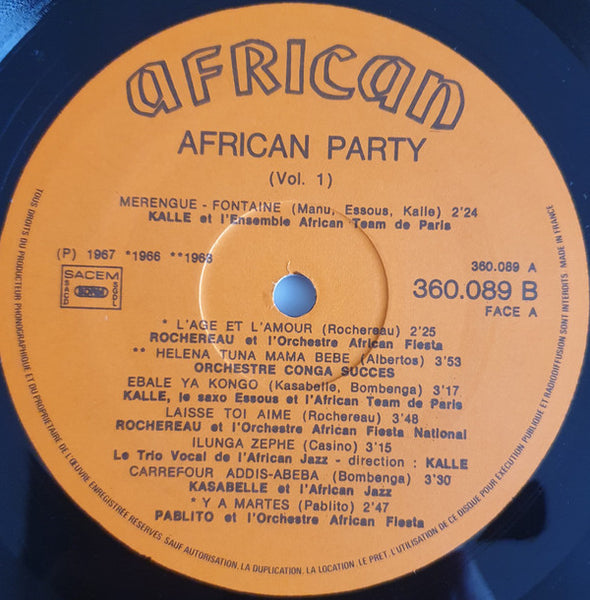 african
AFRICAN PARTY
(Vol. 1)
MERENGUE - FONTAINE (Manu, Essous, Kalle) 2'24
KALLE et l'Ensemble African Team de Paris
(P) 1967 *1966 **1968
SACEM
SACD
SDRM
SGDL
360.089 A
360.089 B
FACE A
* L'AGE ET L'AMOUR (Rochereau) 2'25
ROCHEREAU et l'Orchestre African Fiesta
** HELENA TUNA MAMA BEBE (Albertos) 3'53
ORCHESTRE CONGA SUCCES
EBALE YA KONGO (Kasabelle, Bombenga) 3'17
KALLE, le saxo Essous et l'African Team de Paris
LAISSE TOI AIME (Rochereau) 3'48
ROCHEREAU et l'Orchestre African Fiesta National
ILUNGA ZEPHE (Casino) 3'15
Le Trio Vocal de l'African Jazz - direction : KALLE
CARREFOUR ADDIS-ABEBA (Bombenga) 3'30
KASABELLE et l'African Jazz
* Y A MARTES (Pablito) 2'47
PABLITO et l'Orchestre African Fiesta
TOUS DROITS DU PRODUCTEUR PHONOGRAPHIQUE ET DU PROPRIETAIRE DE L'ŒUVRE ENREGISTREE RESERVES. SAUF AUTORISATION. LA DUPLICATION. LA LOCATION. LE PRET. L'UTILISATION DE CE DISQUE POUR EXECUTION PUBLIQUE ET RADIODIFFUSION SONT INTERDITS. MADE IN FRANCE